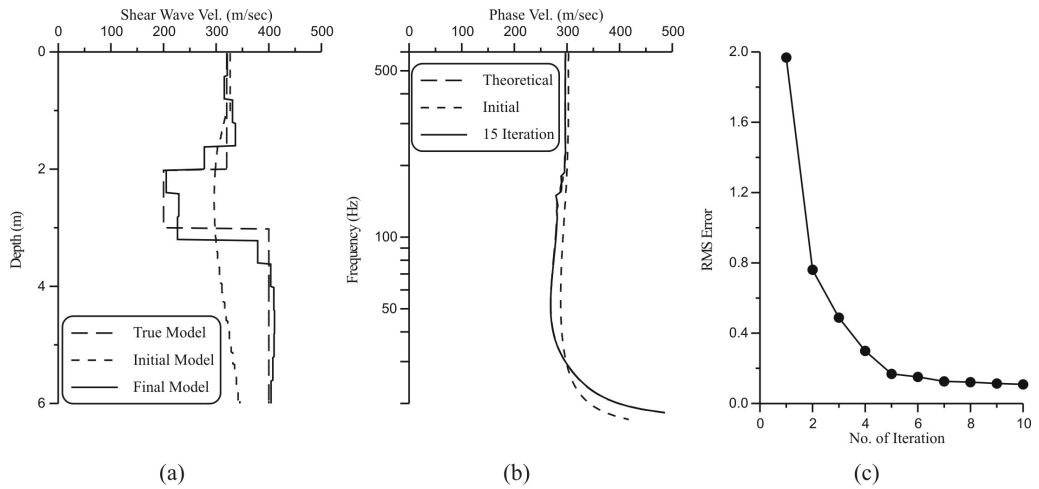 Shear Wave Vel. (m/sec)
0 100 200 300 400 500
0
2
4
6
Depth (m)
True Model
Initial Model
Final Model
(a)
Phase Vel. (m/sec)
0 100 200 300 400 500
500
100
50
Frequency (Hz)
Theoretical
Initial
15 Iteration
(b)
2.0
1.6
1.2
0.8
0.4
0.0
RMS Error
0 2 4 6 8 10
No. of Iteration
(c)